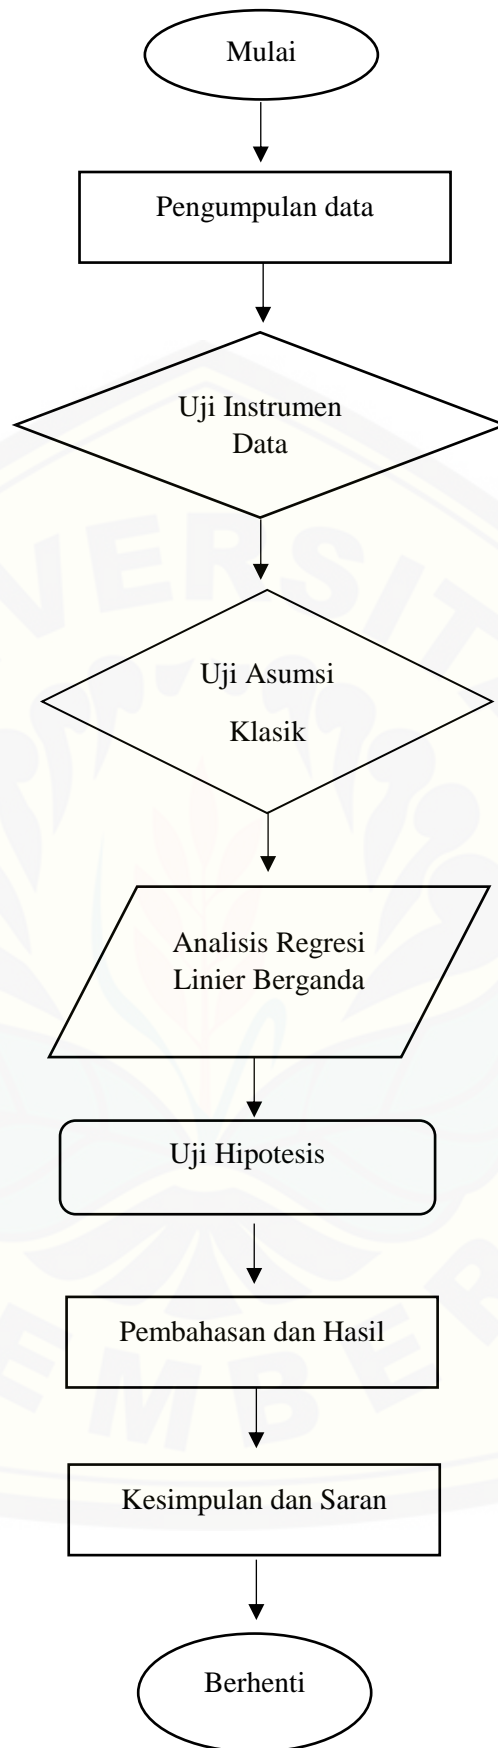 Mulai
Pengumpulan data
Uji Instrumen
Data
Uji Asumsi
Klasik
Analisis Regresi
Linier Berganda
Uji Hipotesis
Pembahasan dan Hasil
Kesimpulan dan Saran
Berhenti